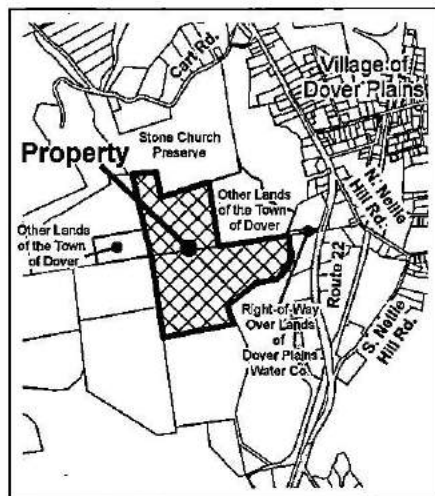 Cart Rd.
Village of
Dover Plains
Stone Church
Preserve
Property
Other Lands
of the Town
of Dover
N. Nellie
Hill Rd.
Other Lands
of the Town
of Dover
Route 22
Right-of-Way
Over Lands
of
Dover Plains
Water Co.
S. Nellie
Hill Rd.